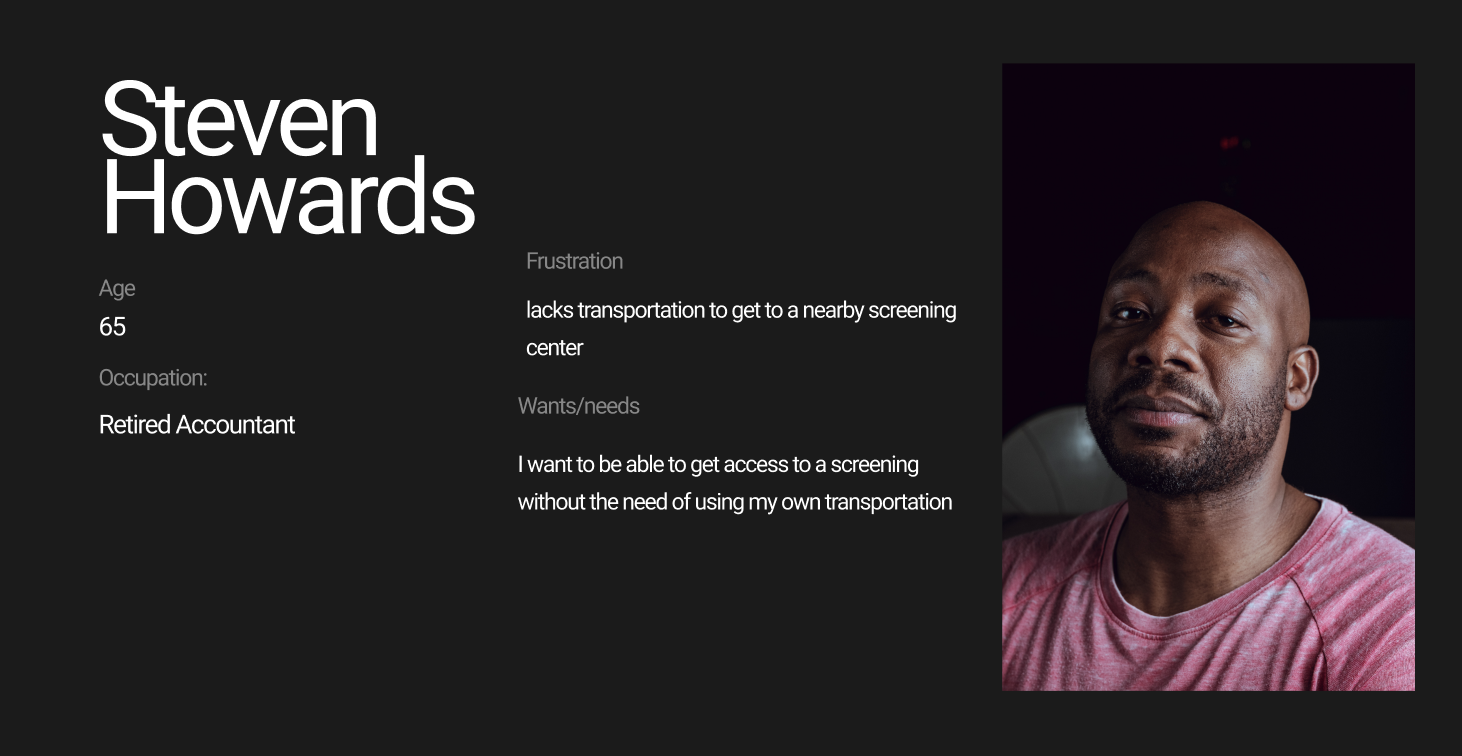 Steven
Howards
Age
65
Occupation:
Retired Accountant
Frustration
lacks transportation to get to a nearby screening
center
Wants/needs
I want to be able to get access to a screening
without the need of using my own transportation